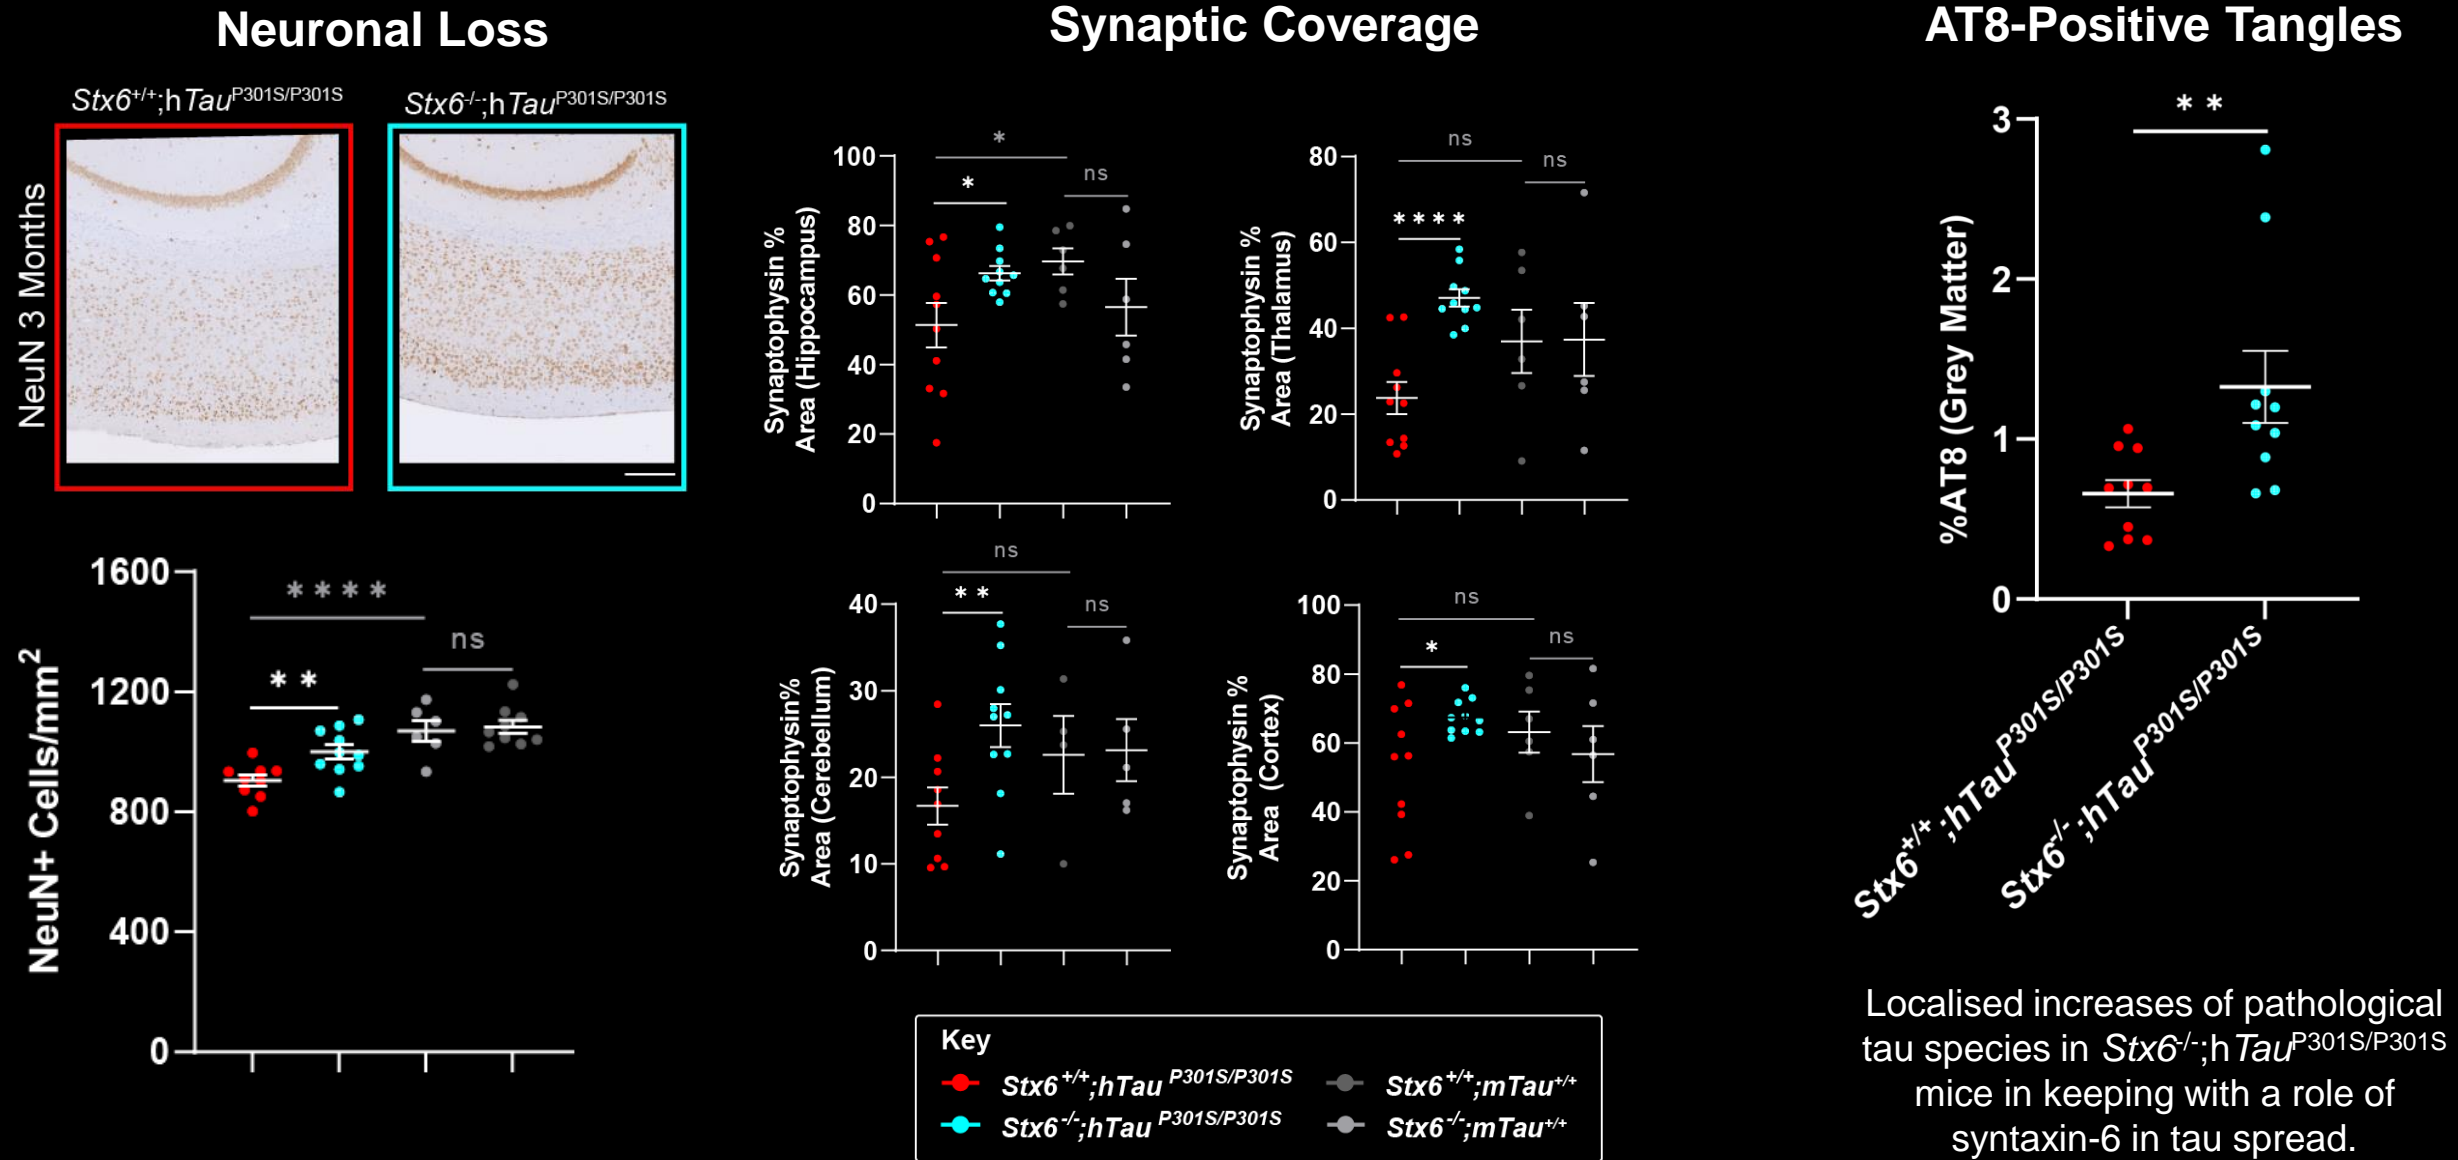 Neuronal Loss
Stx6+/+;hTauP301S/P301S
Stx6-/-;hTauP301S/P301S
NeuN 3 Months
NeuN+ Cells/mm2
1600
1200
800
400
0
****
**
ns
Synaptic Coverage
Synaptophysin %
Area (Hippocampus)
100
80
60
40
20
0
*
*
ns
Synaptophysin %
Area (Thalamus)
80
60
40
20
0
ns
ns
****
Synaptophysin%
Area (Cerebellum)
40
30
20
10
0
ns
**
ns
Synaptophysin %
Area (Cortex)
100
80
60
40
20
0
ns
*
ns
Key
Stx6+/+;hTau P301S/P301S
Stx6-/-;hTau P301S/P301S
Stx6+/+;mTau+/+
Stx6-/-;mTau+/+
AT8-Positive Tangles
%AT8 (Grey Matter)
3
2
1
0
**
Stx6+/+;hTauP301S/P301S
Stx6-/-;hTauP301S/P301S
Localised increases of pathological
tau species in Stx6-/-;hTauP301S/P301S
mice in keeping with a role of
syntaxin-6 in tau spread.